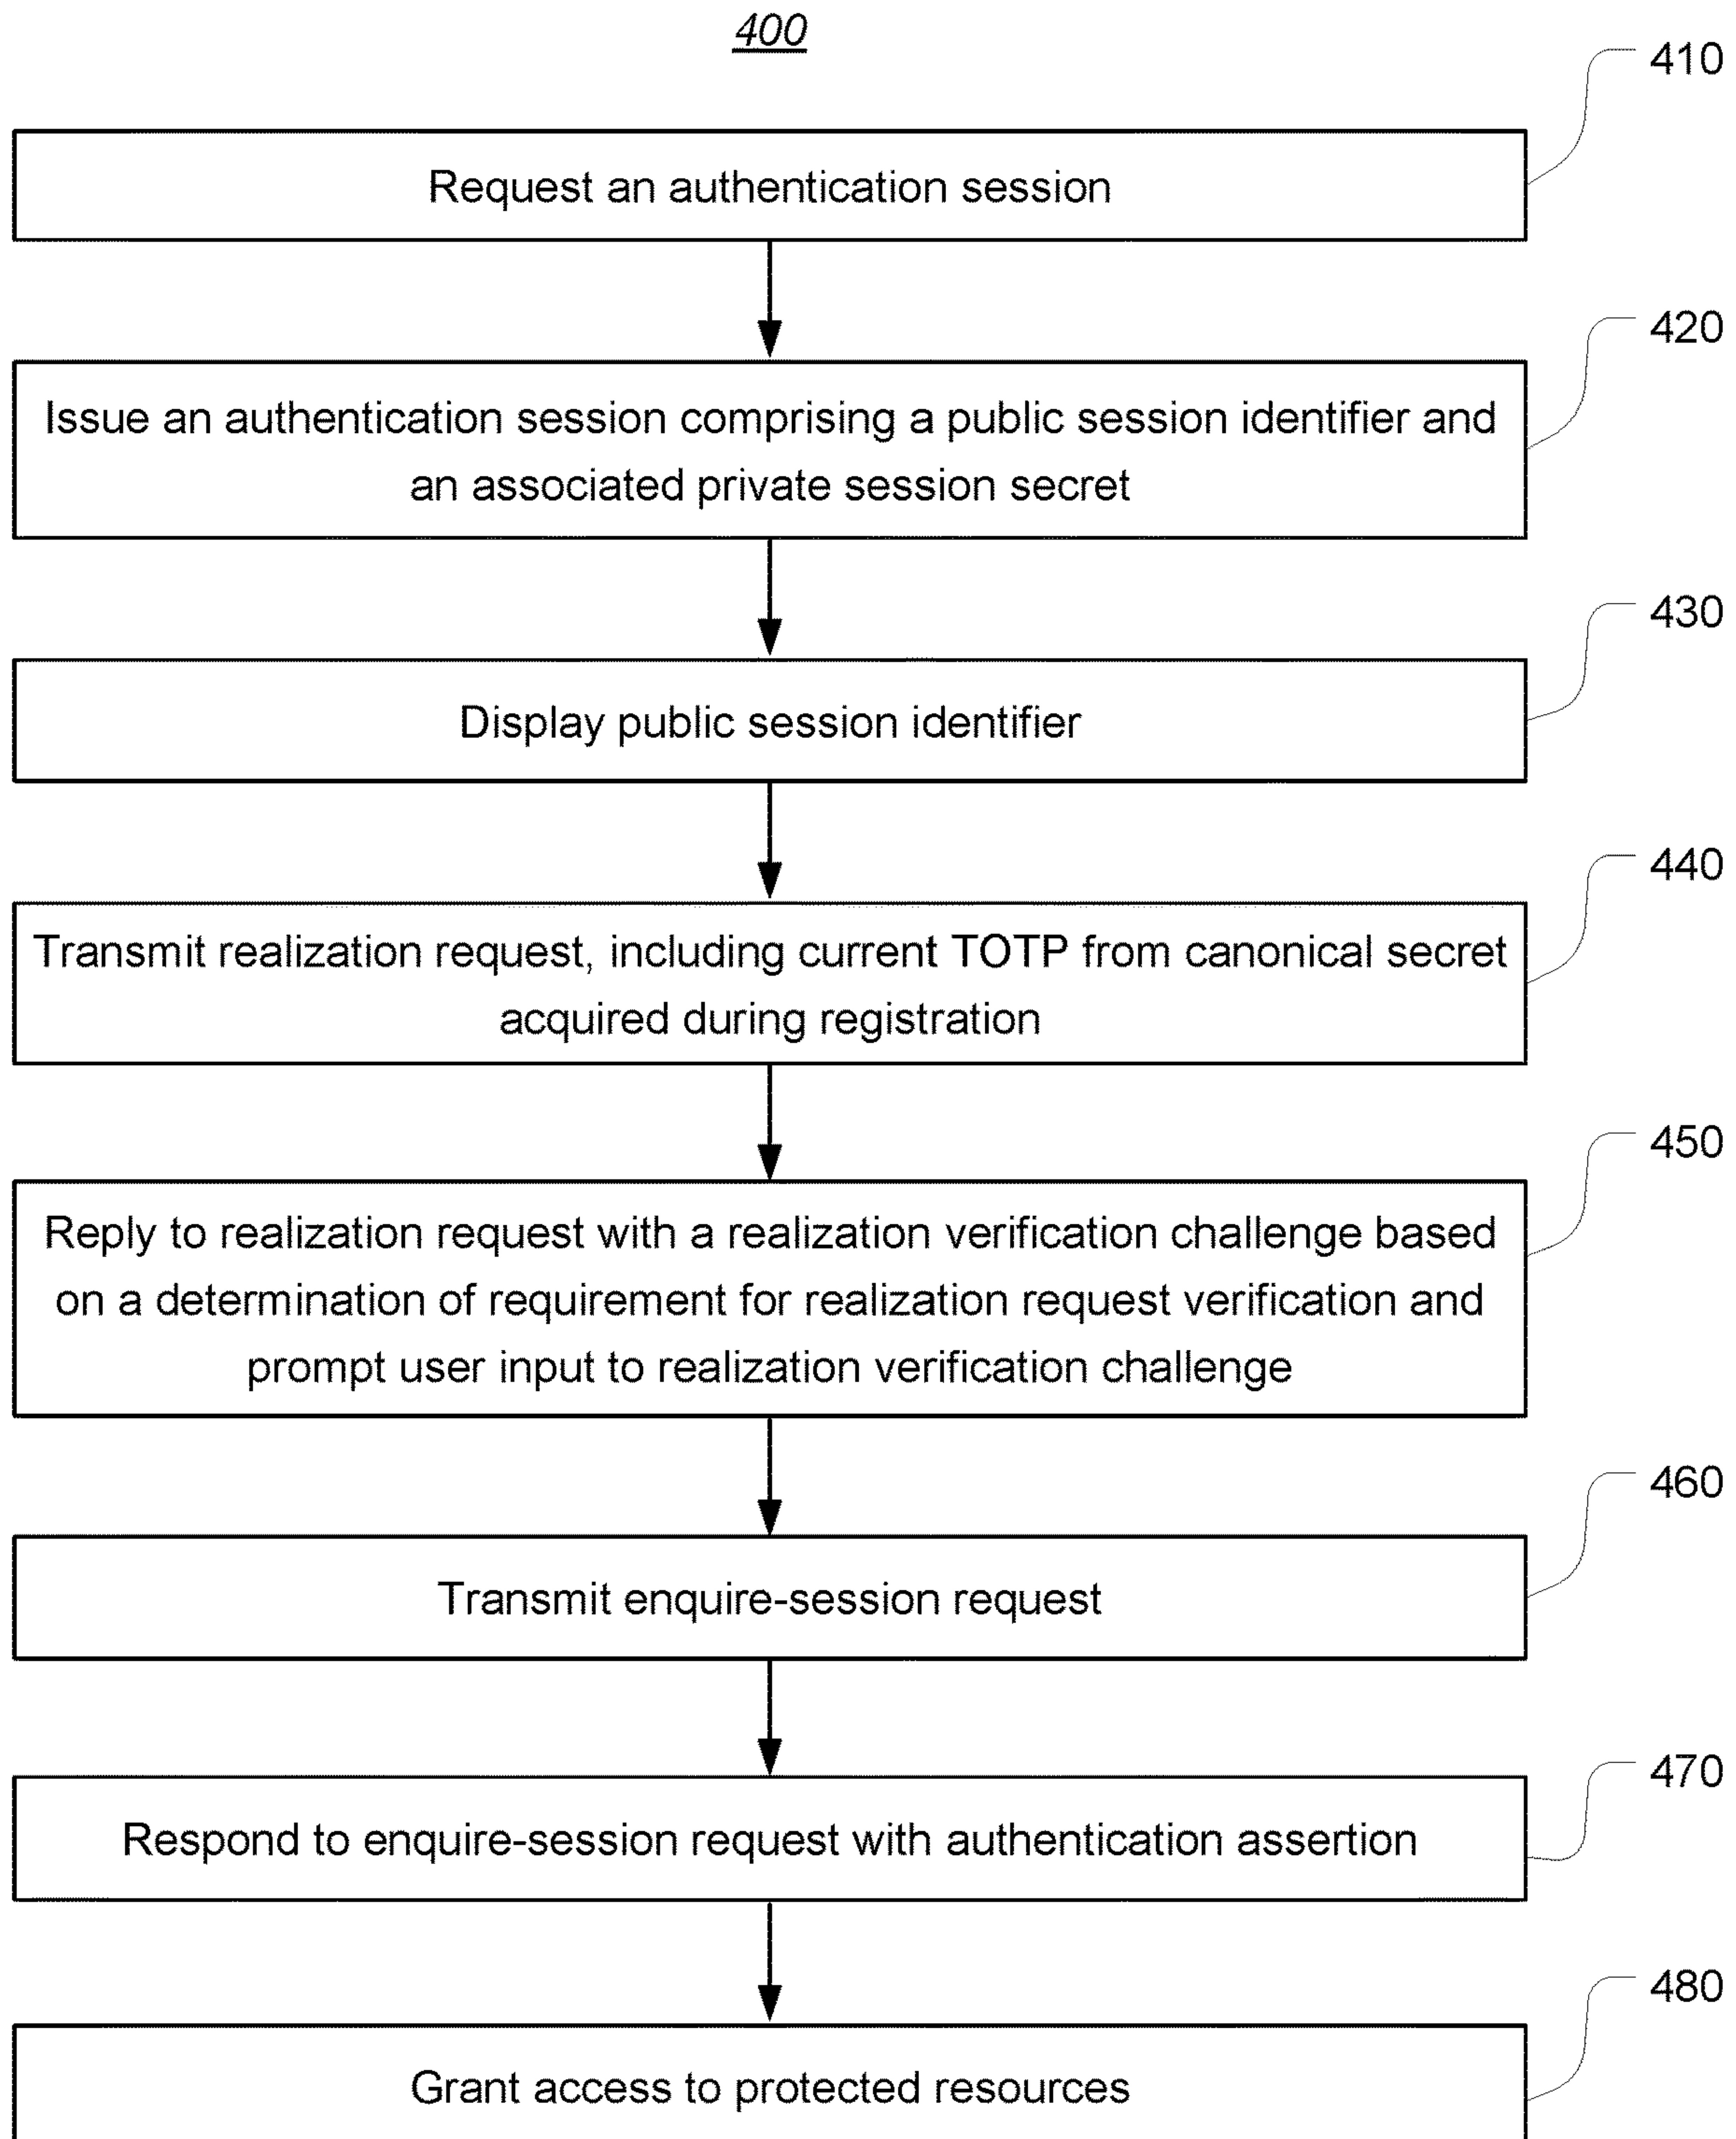 400
410
Request an authentication session
420
Issue an authentication session comprising a public session identifier and
an associated private session secret
430
Display public session identifier
440
Transmit realization request, including current TOTP from canonical secret
acquired during registration
450
Reply to realization request with a realization verification challenge based
on a determination of requirement for realization request verification and
prompt user input to realization verification challenge
460
Transmit enquire-session request
470
Respond to enquire-session request with authentication assertion
480
Grant access to protected resources